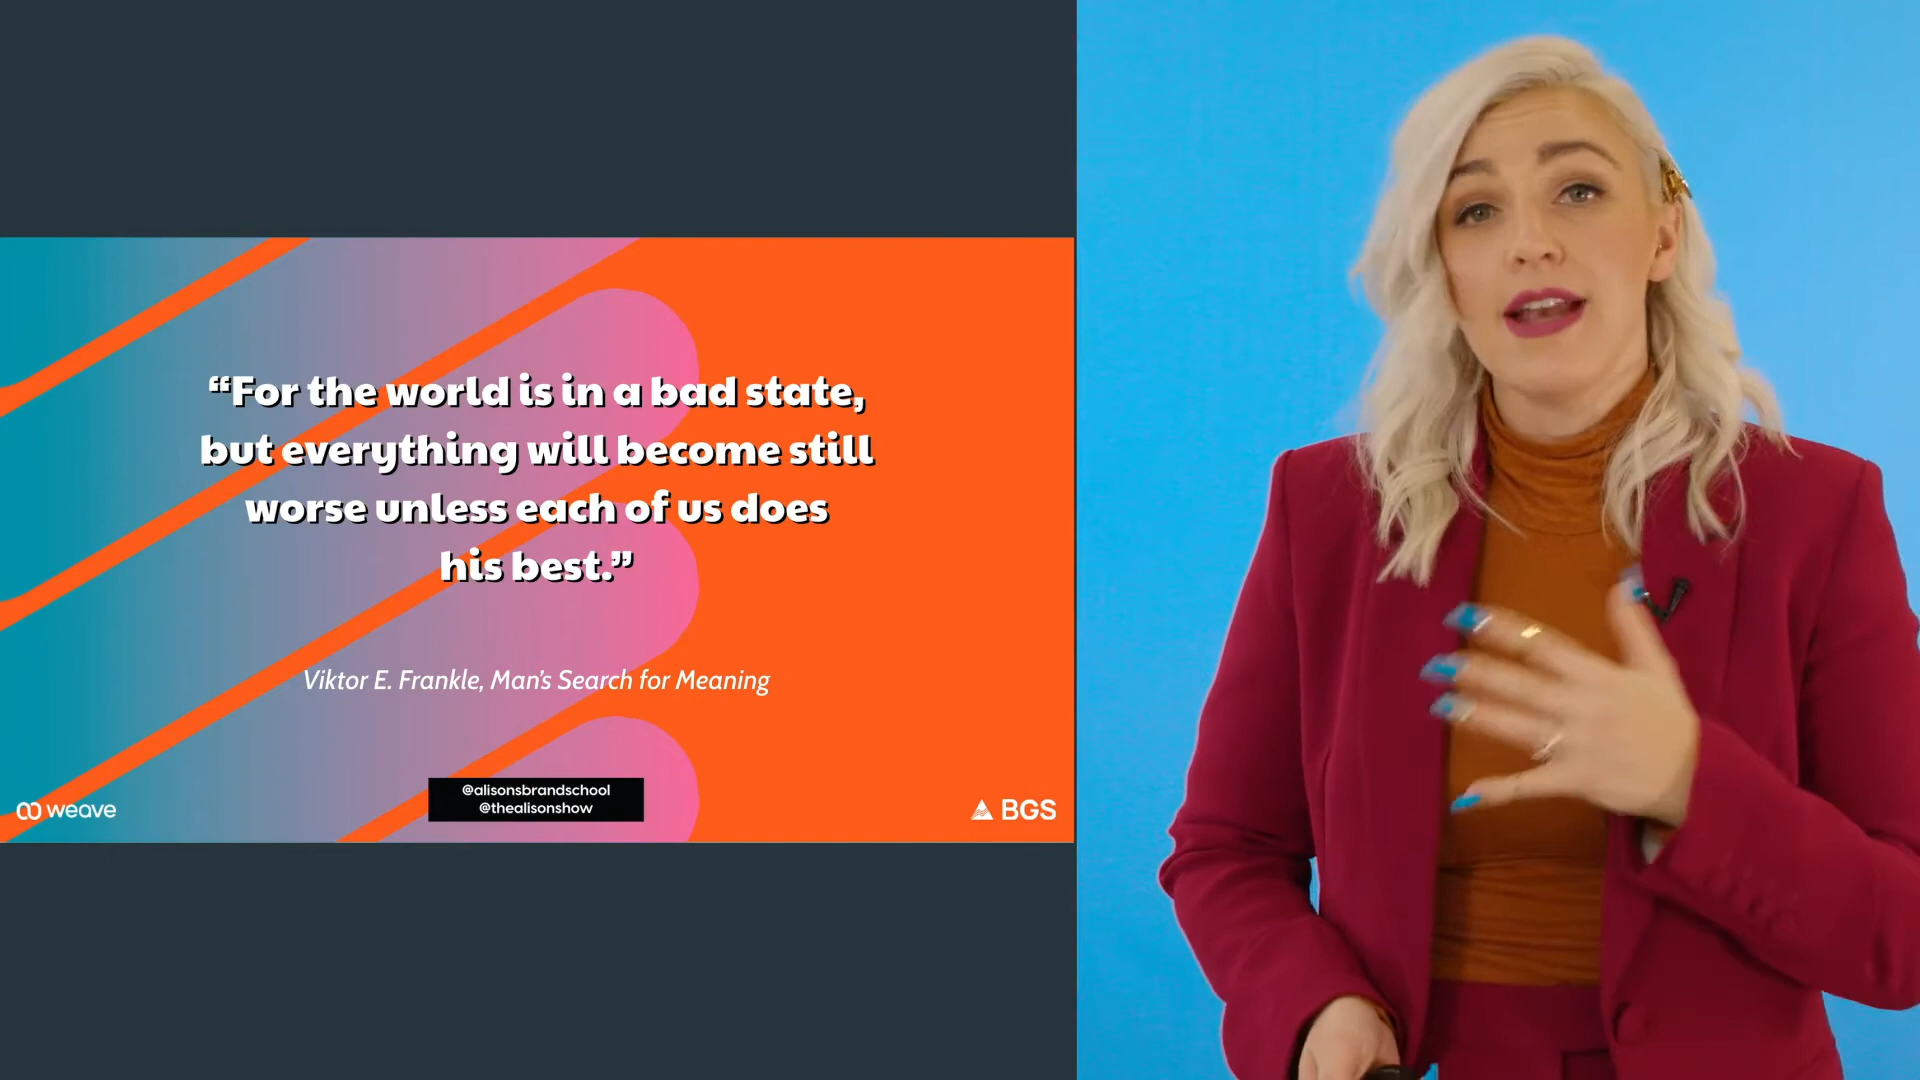 “For the world is in a bad state,
but everything will become still
worse unless each of us does
his best.”
Viktor E. Frankle, Man's Search for Meaning
@alisonsbrandschool
@thealisonshow
weave
BGS